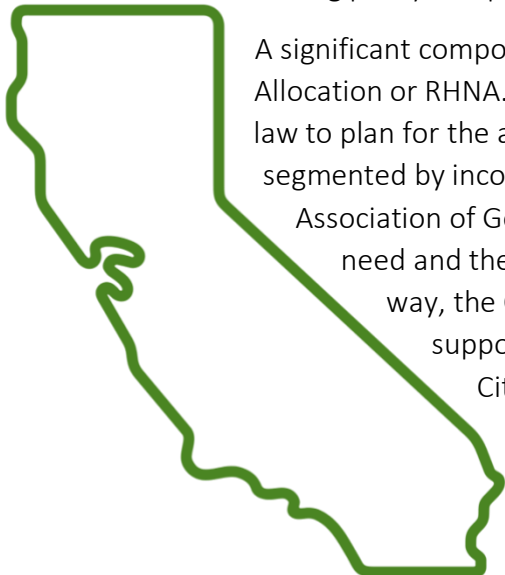 A significant compo
Allocation or RHNA.
law to plan for the a
segmented by inco
Association of Go
need and the
way, the
suppo
Cit